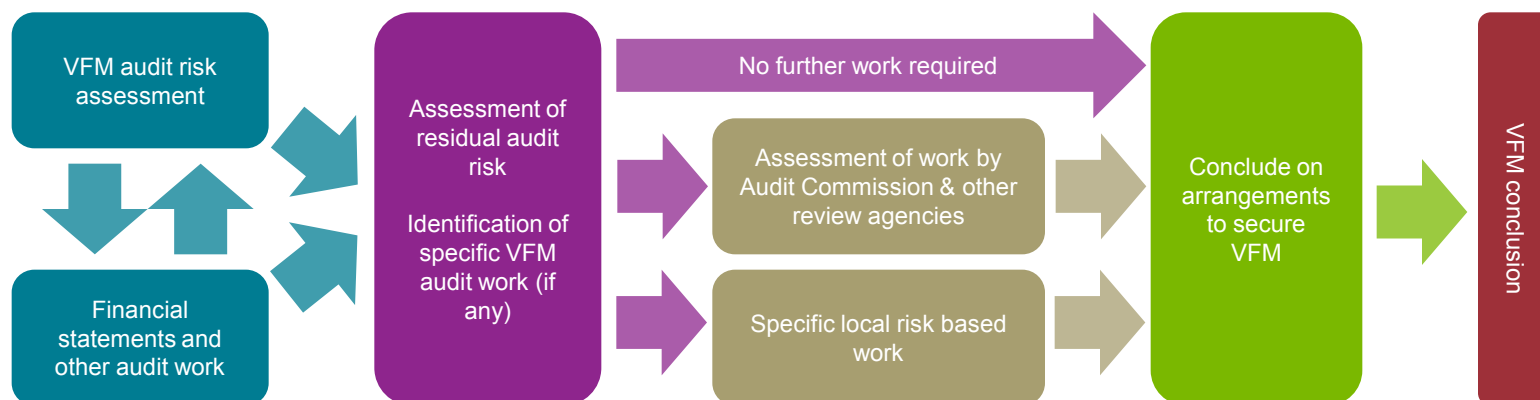 VFM audit risk
assessment
Financial
statements and
other audit work
Assessment of
residual audit
risk
Identification of
specific VFM
audit work (if
any)
No further work required
Assessment of work by
Audit Commission & other
review agencies
Specific local risk based
work
Conclude on
arrangements
to secure
VFM
VFM conclusion